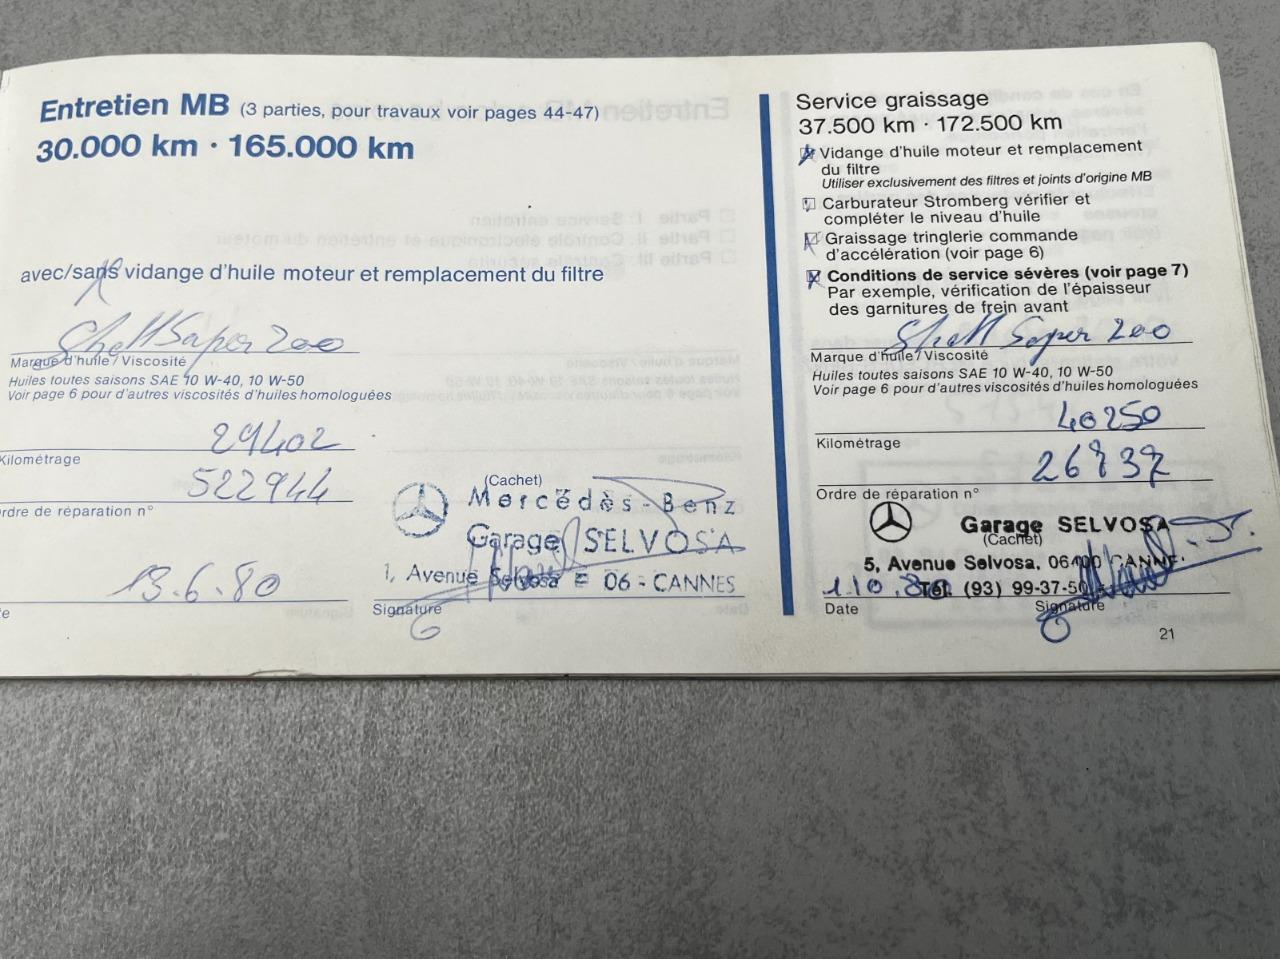 Entretien MB (3 parties, pour travaux voir pages 44-47)
30.000 km · 165.000 km
avec/sans vidange d'huile moteur et remplacement du filtre
Shell Super 200
Marque d'huile / Viscosité
Huiles toutes saisons SAE 10 W-40, 10 W-50
Voir page 6 pour d'autres viscosités d'huiles homologuées
29402
Kilométrage
522944
rdre de réparation n°
(Cachet)
Mercédès-Benz
Garage SELVOSA
1, Avenue Selvosa 06 - CANNES
13.6.80
te
Signature
Service graissage
37.500 km · 172.500 km
Vidange d'huile moteur et remplacement
du filtre
Utiliser exclusivement des filtres et joints d'origine MB
Carburateur Stromberg vérifier et
compléter le niveau d'huile
Graissage tringlerie commande
d'accélération (voir page 6)
Conditions de service sévères (voir page 7)
Par exemple, vérification de l'épaisseur
des garnitures de frein avant
Shell Super 200
Marque d'huile / Viscosité
Huiles toutes saisons SAE 10 W-40, 10 W-50
Voir page 6 pour d'autres viscosités d'huiles homologuées
40250
Kilométrage
Ordre de réparation n°
Garage SELVOSA
(Cachet)
5, Avenue Selvosa, 06400 CANNE
1.10.80 Tél. (93) 99-37-50
Date
Signature
21